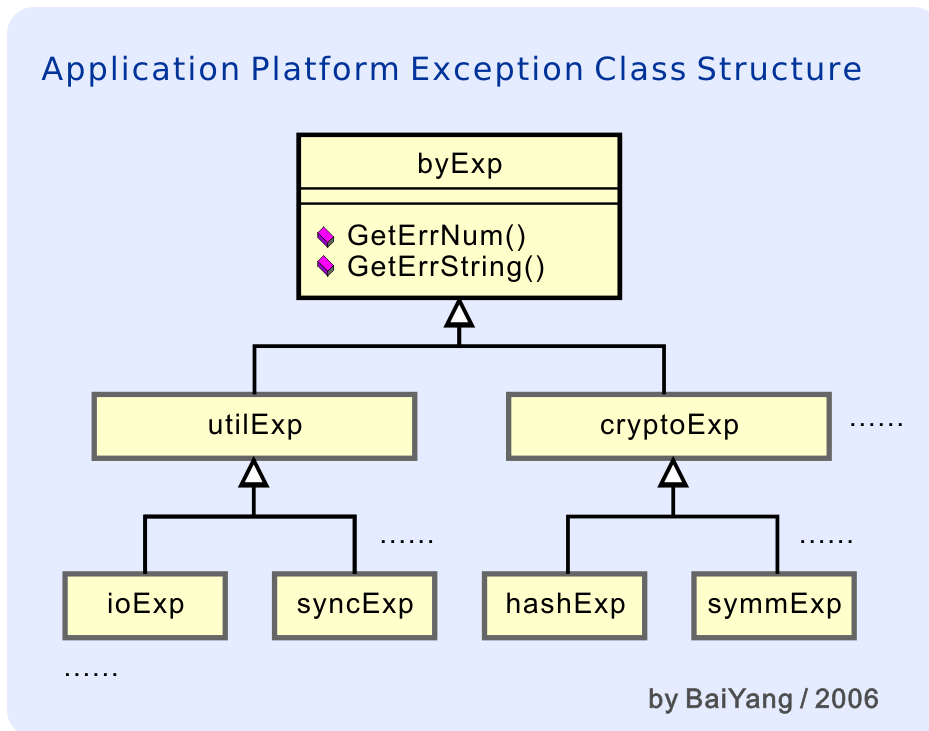 Application Platform Exception Class Structure
byExp
GetErrNum()
GetErrString()
utilExp
cryptoExp
......
......
......
ioExp
syncExp
hashExp
symmExp
......
by BaiYang / 2006